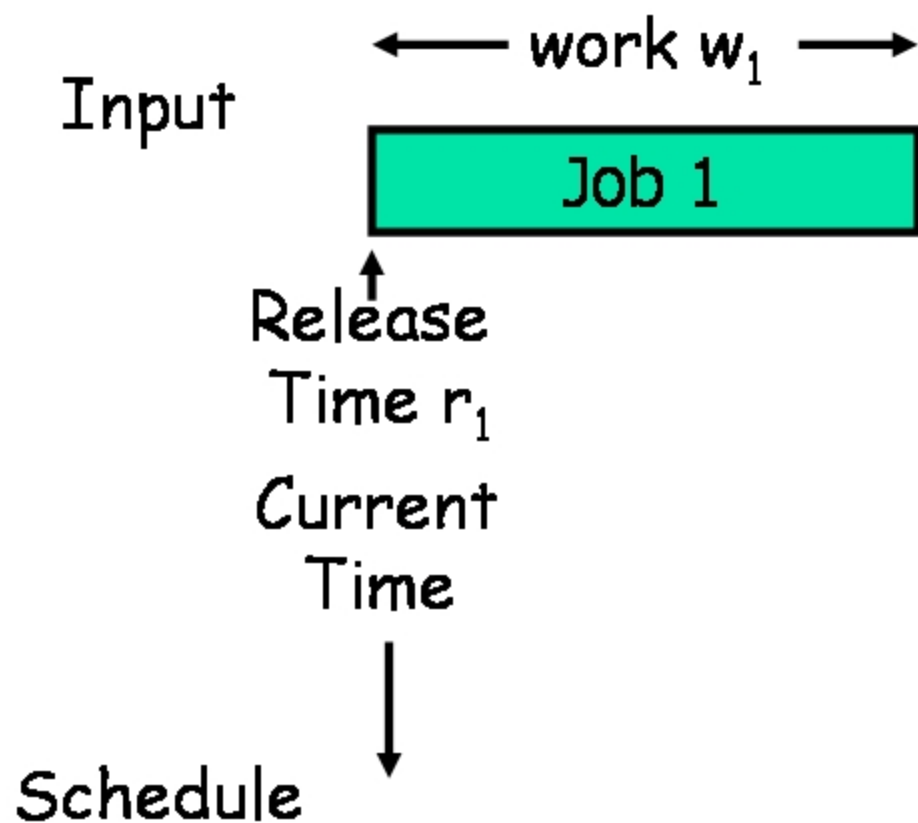 work w₁
Input
Job 1
Release
Time r₁
Current
Time
Schedule